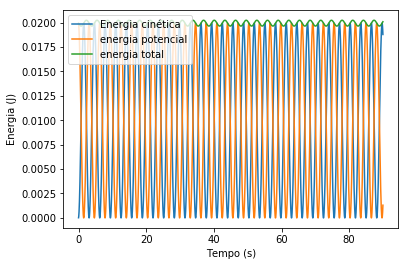 Energia cinética
energia potencial
energia total
0.0200
0.0175
0.0150
0.0125
0.0100
0.0075
0.0050
0.0025
0.0000
Energia (J)
0
20
40
60
80
Tempo (s)